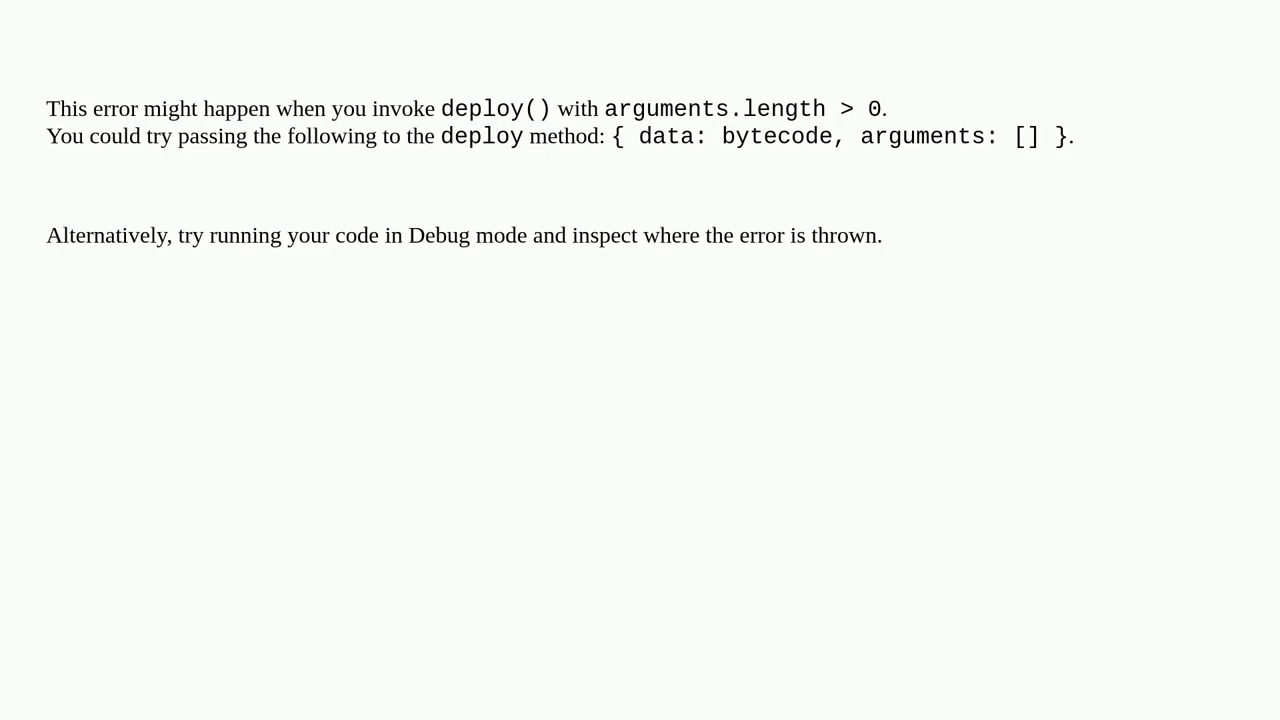 This error might happen when you invoke deploy() with arguments.length > 0.
You could try passing the following to the deploy method: { data: bytecode, arguments: [] }.
Alternatively, try running your code in Debug mode and inspect where the error is thrown.